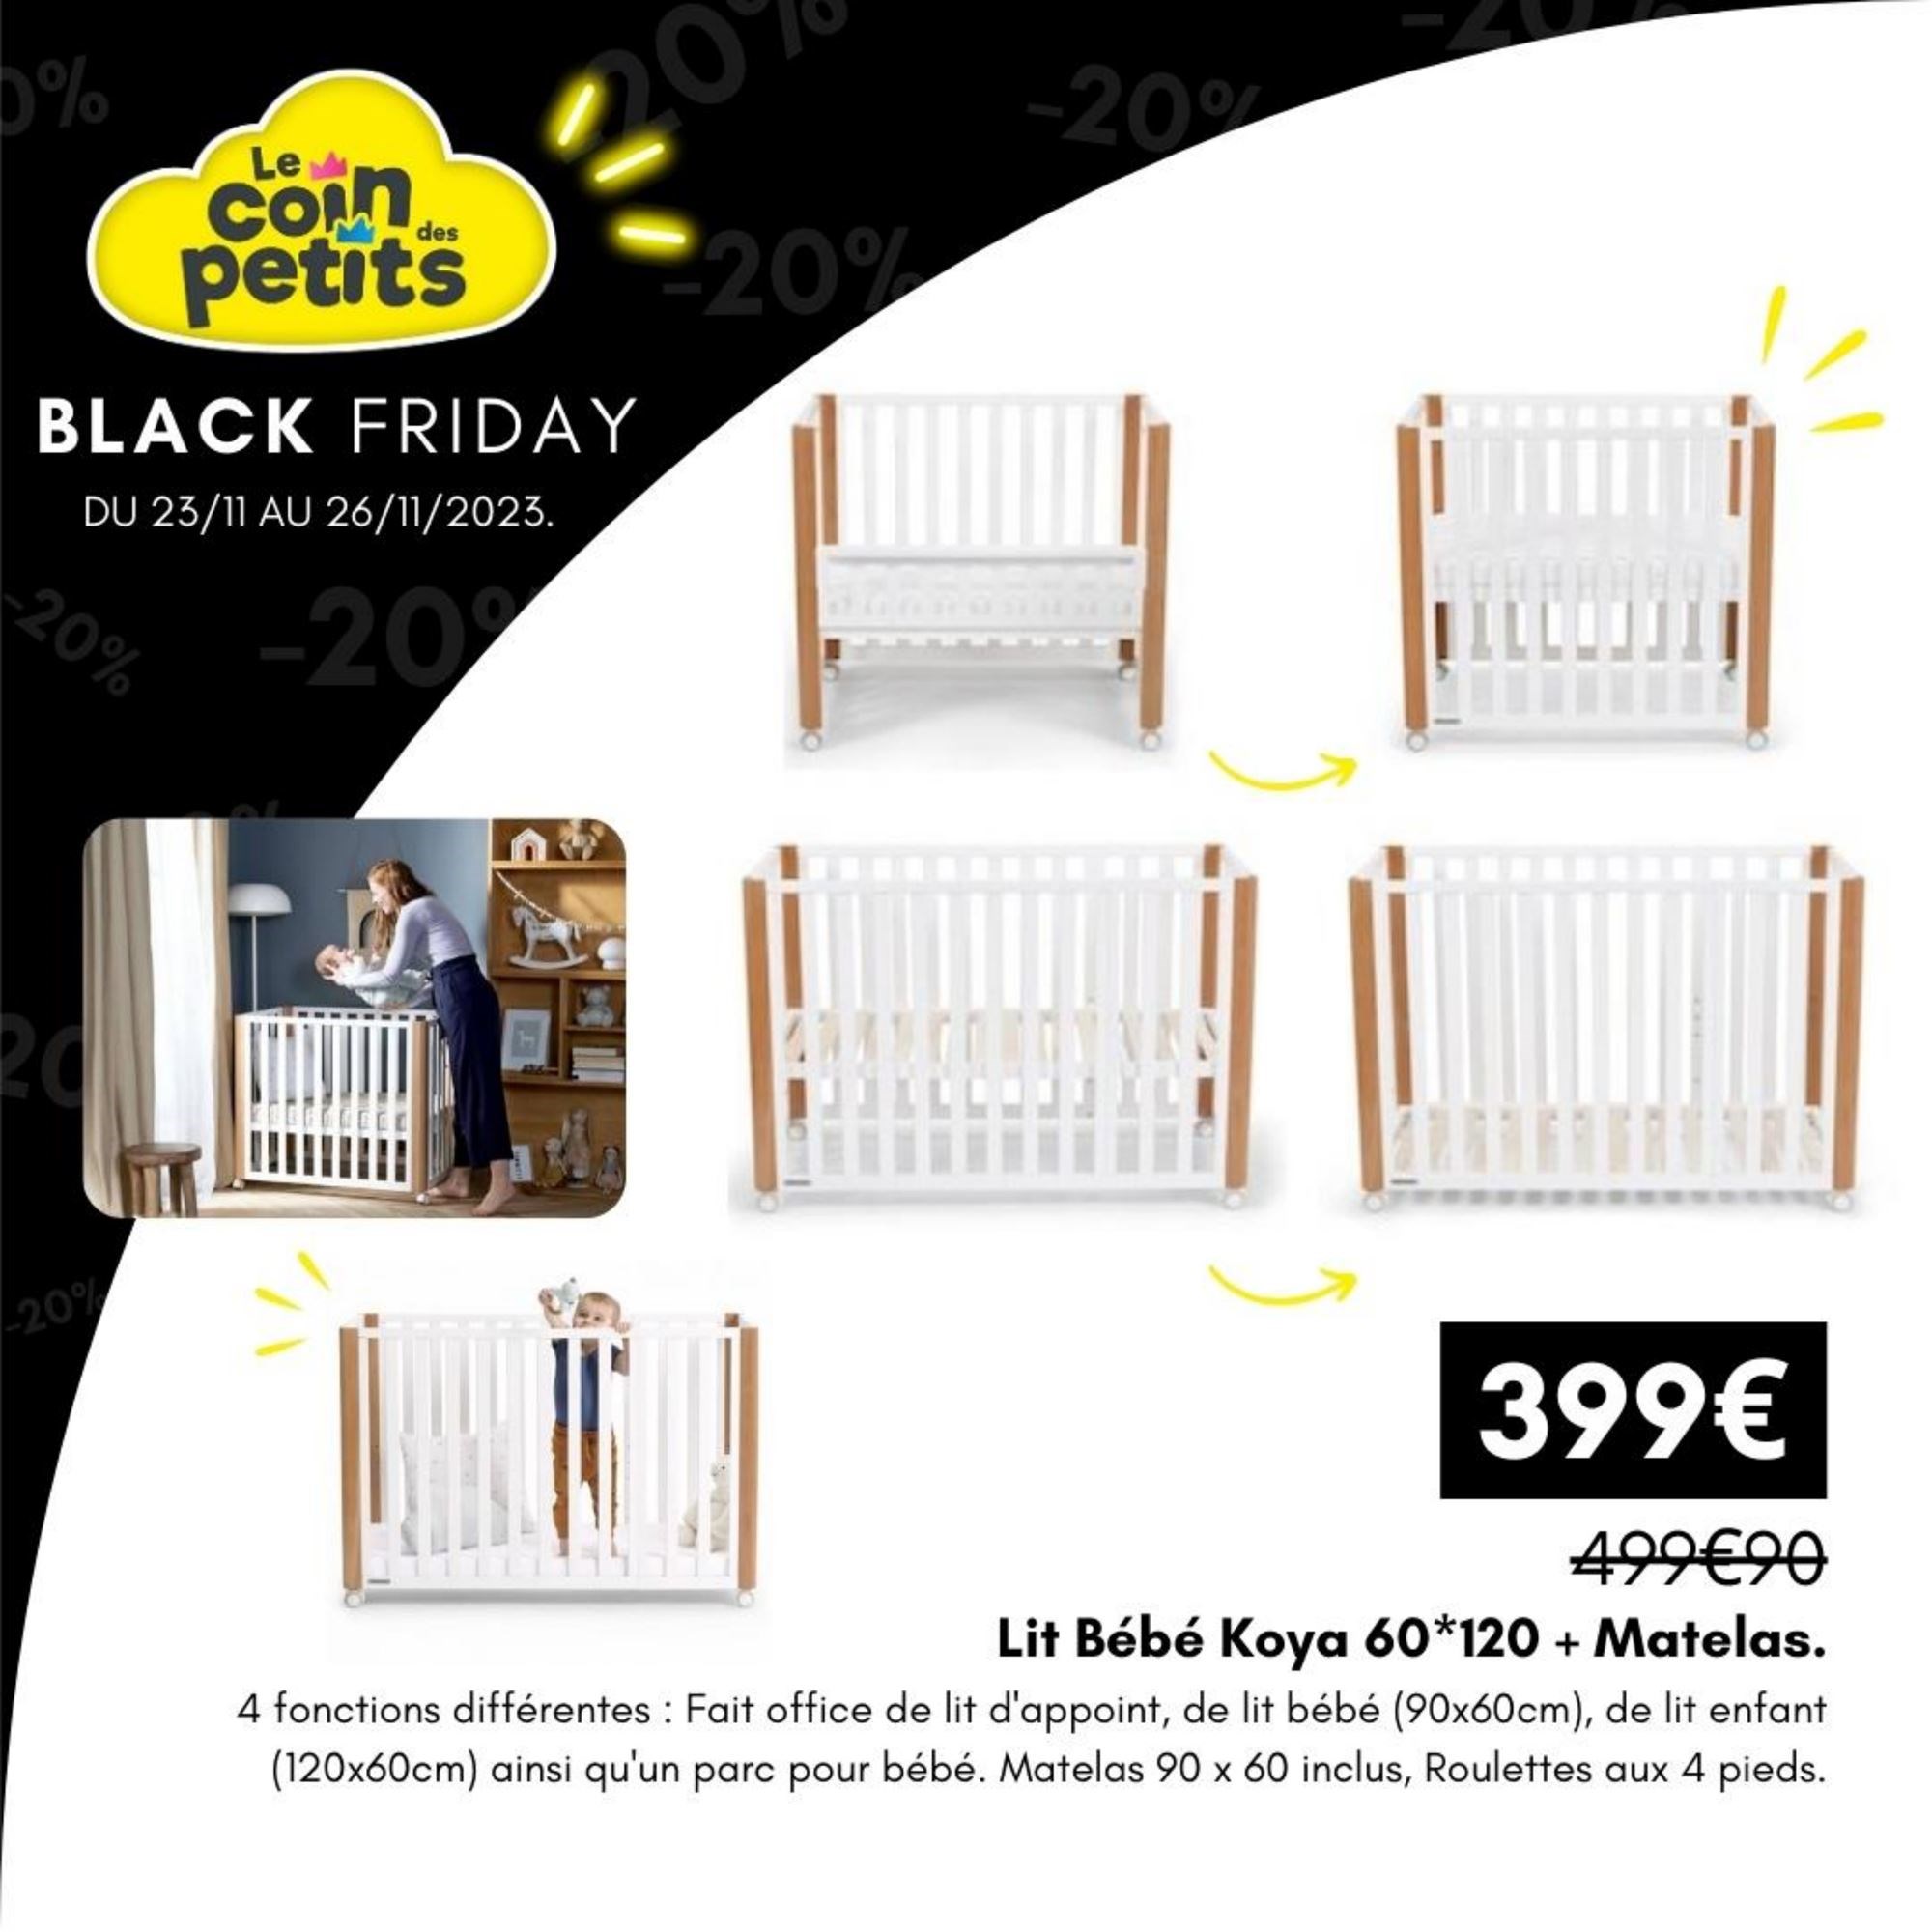 Le
coin
des
petits
BLACK FRIDAY
DU 23/11 AU 26/11/2023.
-20%
-20%
-20%
-20%
-20%
399€
499€90
Lit Bébé Koya 60*120 + Matelas.
4 fonctions différentes : Fait office de lit d'appoint, de lit bébé (90x60cm), de lit enfant
(120x60cm) ainsi qu'un parc pour bébé. Matelas 90 x 60 inclus, Roulettes aux 4 pieds.